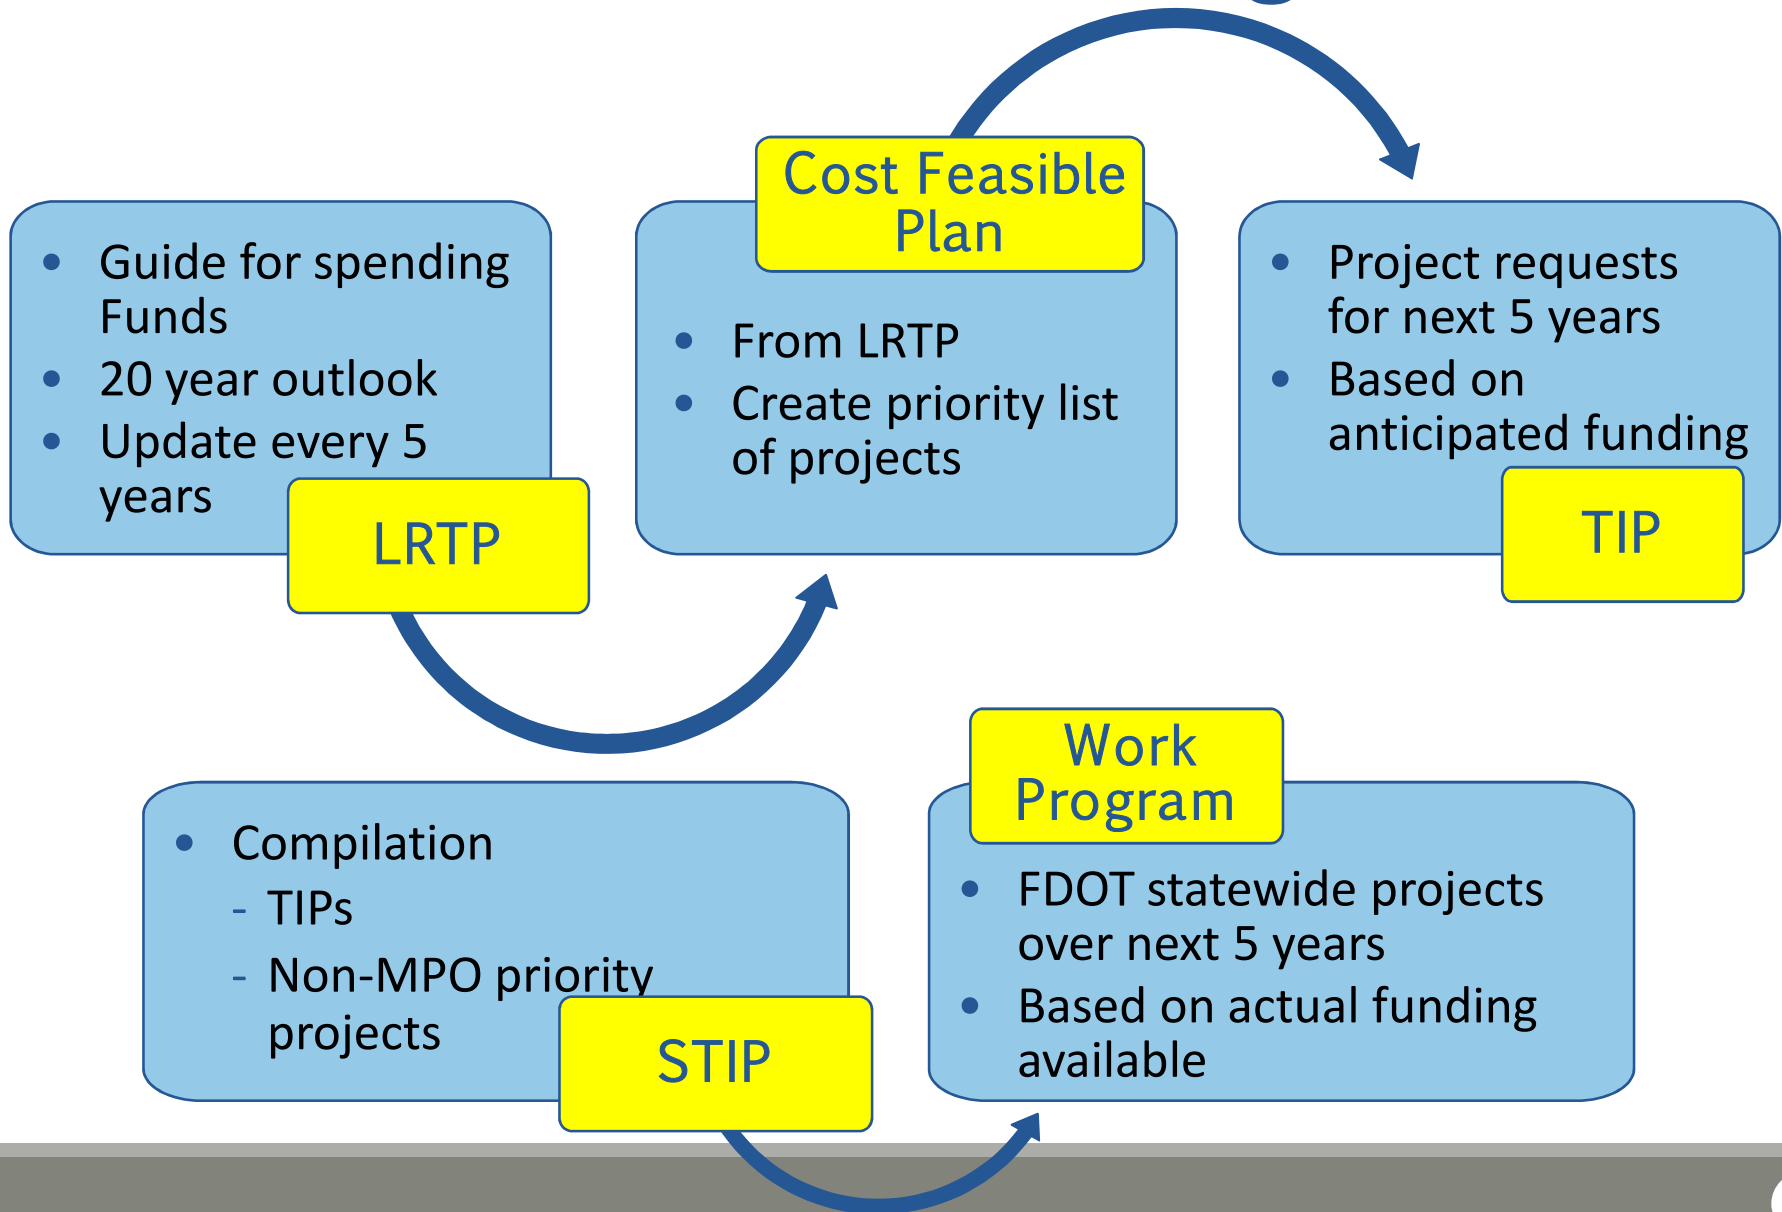 • Guide for spending
Funds
• 20 year outlook
• Update every 5
years
LRTP
Cost Feasible
Plan
• From LRTP
• Create priority list
of projects
• Project requests
for next 5 years
• Based on
anticipated funding
TIP
• Compilation
- TIPs
- Non-MPO priority
projects
STIP
Work
Program
• FDOT statewide projects
over next 5 years
• Based on actual funding
available